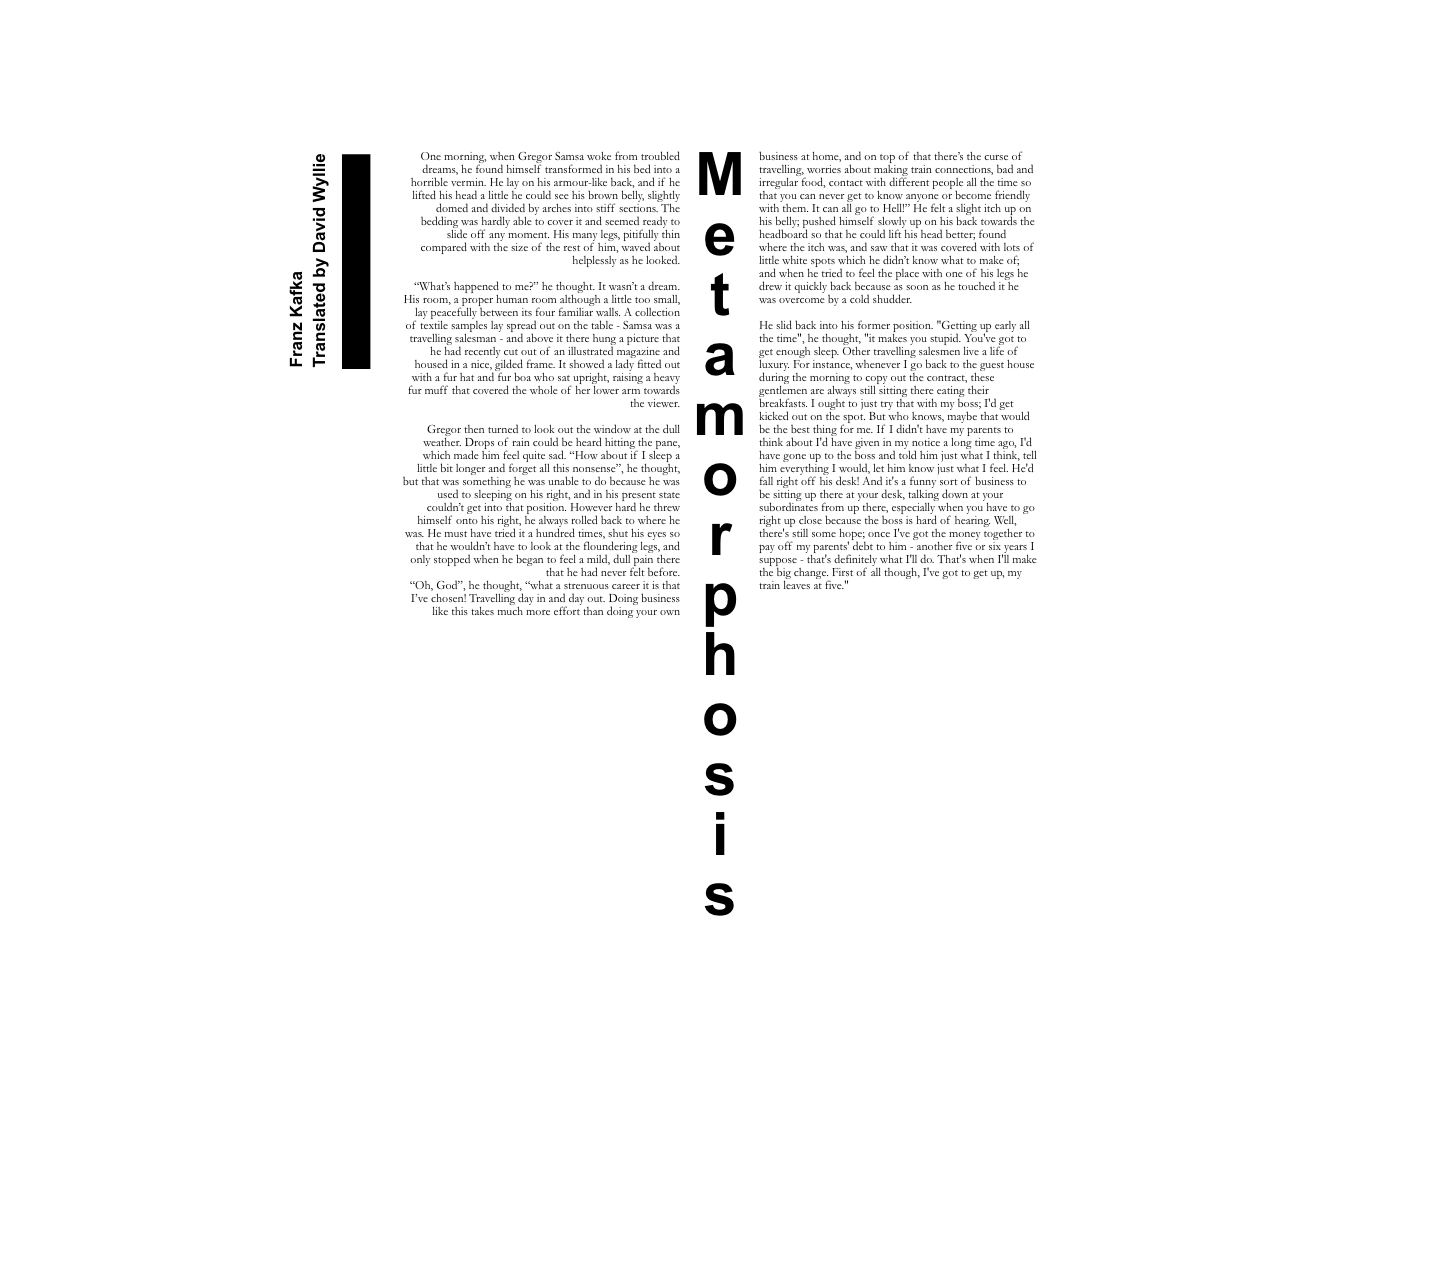 Franz Kafka
Translated by David Wyllie
One morning, when Gregor Samsa woke from troubled
dreams, he found himself transformed in his bed into a
horrible vermin. He lay on his armour-like back, and if he
lifted his head a little he could see his brown belly, slightly
domed and divided by arches into stiff sections. The
bedding was hardly able to cover it and seemed ready to
slide off any moment. His many legs, pitifully thin
compared with the size of the rest of him, waved about
helplessly as he looked.
“What’s happened to me?” he thought. It wasn’t a dream.
His room, a proper human room although a little too small,
lay peacefully between its four familiar walls. A collection
of textile samples lay spread out on the table - Samsa was a
travelling salesman - and above it there hung a picture that
he had recently cut out of an illustrated magazine and
housed in a nice, gilded frame. It showed a lady fitted out
with a fur hat and fur boa who sat upright, raising a heavy
fur muff that covered the whole of her lower arm towards
the viewer.
Gregor then turned to look out the window at the dull
weather. Drops of rain could be heard hitting the pane,
which made him feel quite sad. “How about if I sleep a
little bit longer and forget all this nonsense”, he thought,
but that was something he was unable to do because he was
used to sleeping on his right, and in his present state
couldn’t get into that position. However hard he threw
himself onto his right, he always rolled back to where he
was. He must have tried it a hundred times, shut his eyes so
that he wouldn’t have to look at the floundering legs, and
only stopped when he began to feel a mild, dull pain there
that he had never felt before.
“Oh, God”, he thought, “what a strenuous career it is that
I’ve chosen! Travelling day in and day out. Doing business
like this takes much more effort than doing your own
Metamorphosis
business at home, and on top of that there’s the curse of
travelling, worries about making train connections, bad and
irregular food, contact with different people all the time so
that you can never get to know anyone or become friendly
with them. It can all go to Hell!” He felt a slight itch up on
his belly; pushed himself slowly up on his back towards the
headboard so that he could lift his head better; found
where the itch was, and saw that it was covered with lots of
little white spots which he didn’t know what to make of;
and when he tried to feel the place with one of his legs he
drew it quickly back because as soon as he touched it he
was overcome by a cold shudder.
He slid back into his former position. "Getting up early all
the time", he thought, "it makes you stupid. You've got to
get enough sleep. Other travelling salesmen live a life of
luxury. For instance, whenever I go back to the guest house
during the morning to copy out the contract, these
gentlemen are always still sitting there eating their
breakfasts. I ought to just try that with my boss; I'd get
kicked out on the spot. But who knows, maybe that would
be the best thing for me. If I didn't have my parents to
think about I'd have given in my notice a long time ago, I'd
have gone up to the boss and told him just what I think, tell
him everything I would, let him know just what I feel. He'd
fall right off his desk! And it's a funny sort of business to
be sitting up there at your desk, talking down at your
subordinates from up there, especially when you have to go
right up close because the boss is hard of hearing. Well,
there's still some hope; once I've got the money together to
pay off my parents' debt to him - another five or six years I
suppose - that's definitely what I'll do. That's when I'll make
the big change. First of all though, I've got to get up, my
train leaves at five."